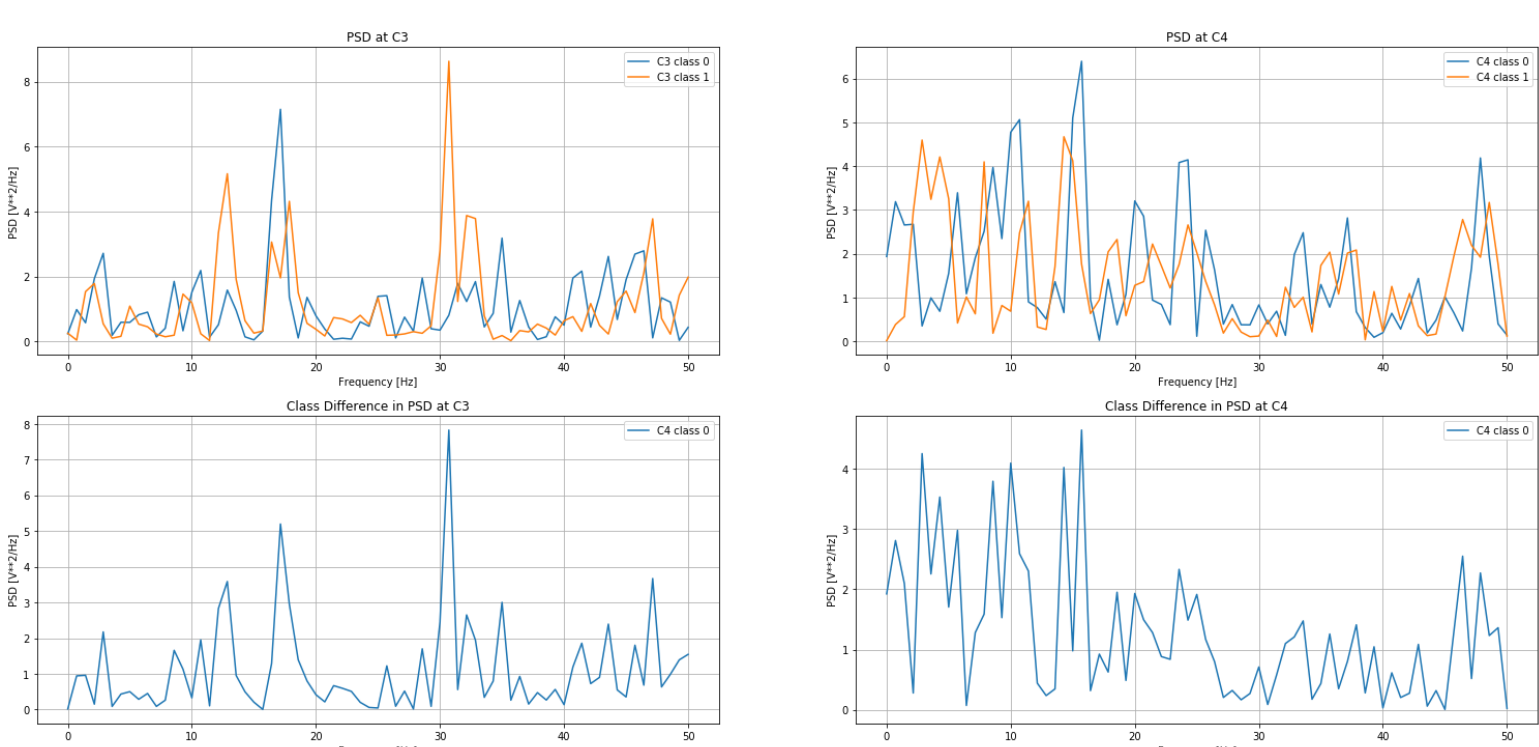 PSD at C3
PSD at C4
C3 class 0
C3 class 1
C4 class 0
C4 class 1
PSD [V**2/Hz]
8
6
4
2
0
PSD [V**2/Hz]
6
5
4
3
2
1
0
0 10 20 30 40 50
0 10 20 30 40 50
Frequency [Hz]
Frequency [Hz]
Class Difference in PSD at C3
Class Difference in PSD at C4
C4 class 0
C4 class 0
PSD [V**2/Hz]
8
7
6
5
4
3
2
1
0
PSD [V**2/Hz]
4
3
2
1
0
0 10 20 30 40 50
0 10 20 30 40 50